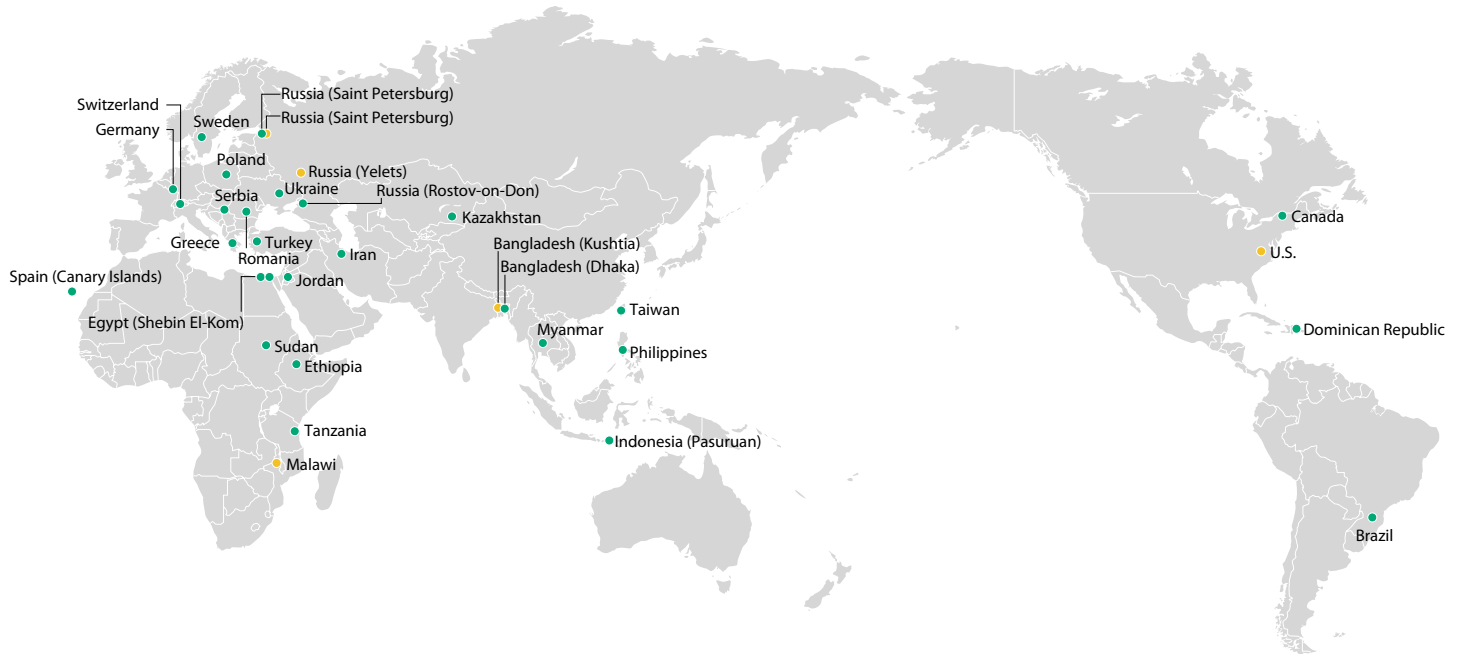 Russia (Saint Petersburg)
Switzerland
Russia (Saint Petersburg)
Sweden
Germany
Poland
Russia (Yelets)
Ukraine
Russia (Rostov-on-Don)
Serbia
Kazakhstan
Canada
Greece
Turkey
Bangladesh (Kushtia)
Iran
U.S.
Romania
Bangladesh (Dhaka)
Spain (Canary Islands)
Jordan
Taiwan
Egypt (Shebin El-Kom)
Myanmar
Dominican Republic
Sudan
Philippines
Ethiopia
Tanzania
Indonesia (Pasuruan)
Malawi
Brazil